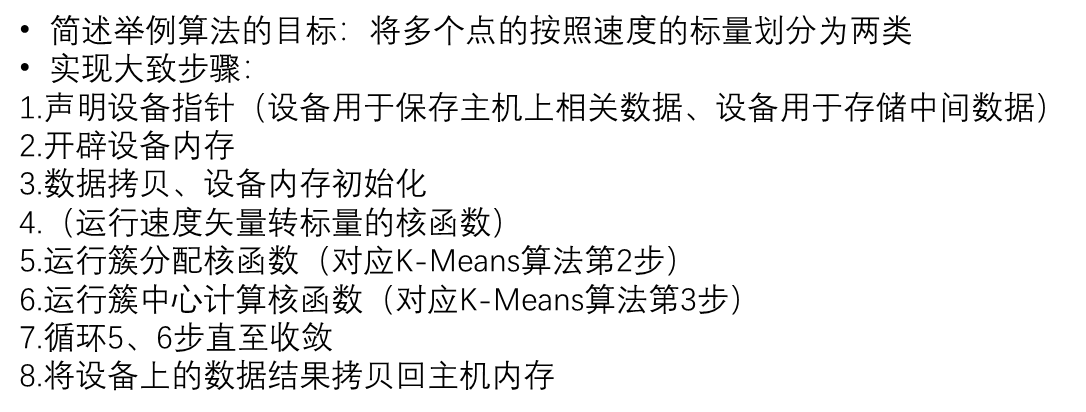 • 简述举例算法的目标：将多个点的按照速度的标量划分为两类
• 实现大致步骤：
1.声明设备指针（设备用于保存主机上相关数据、设备用于存储中间数据）
2.开辟设备内存
3.数据拷贝、设备内存初始化
4.（运行速度矢量转标量的核函数）
5.运行簇分配核函数（对应K-Means算法第2步）
6.运行簇中心计算核函数（对应K-Means算法第3步）
7.循环5、6步直至收敛
8.将设备上的数据结果拷贝回主机内存